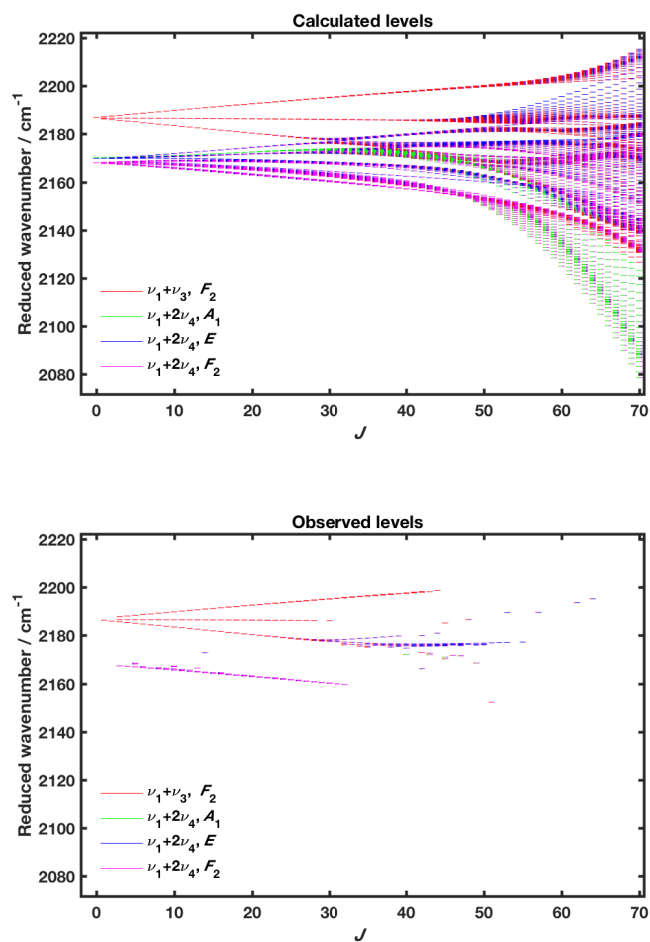 Calculated levels
2220
2200
2180
2160
2140
2120
2100
2080
Reduced wavenumber / cm⁻¹
ν₁+ν₃, F₂
ν₁+2ν₄, A₁
ν₁+2ν₄, E
ν₁+2ν₄, F₂
0 10 20 30 40 50 60 70
J
Observed levels
2220
2200
2180
2160
2140
2120
2100
2080
Reduced wavenumber / cm⁻¹
ν₁+ν₃, F₂
ν₁+2ν₄, A₁
ν₁+2ν₄, E
ν₁+2ν₄, F₂
0 10 20 30 40 50 60 70
J